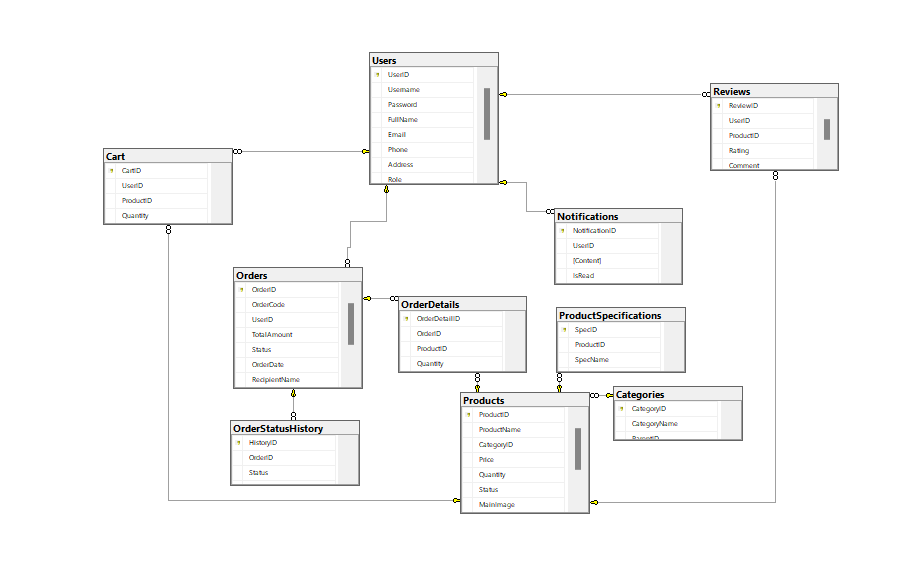 Users
UserID
Username
Password
FullName
Email
Phone
Address
Role
Reviews
ReviewID
UserID
ProductID
Rating
Comment
Cart
CartID
UserID
ProductID
Quantity
Notifications
NotificationID
UserID
[Content]
IsRead
Orders
OrderID
OrderCode
UserID
TotalAmount
Status
OrderDate
RecipientName
OrderDetails
OrderDetailID
OrderID
ProductID
Quantity
ProductSpecifications
SpecID
ProductID
SpecName
Categories
CategoryID
CategoryName
ParentID
Products
ProductID
ProductName
CategoryID
Price
Quantity
Status
MainImage
OrderStatusHistory
HistoryID
OrderID
Status